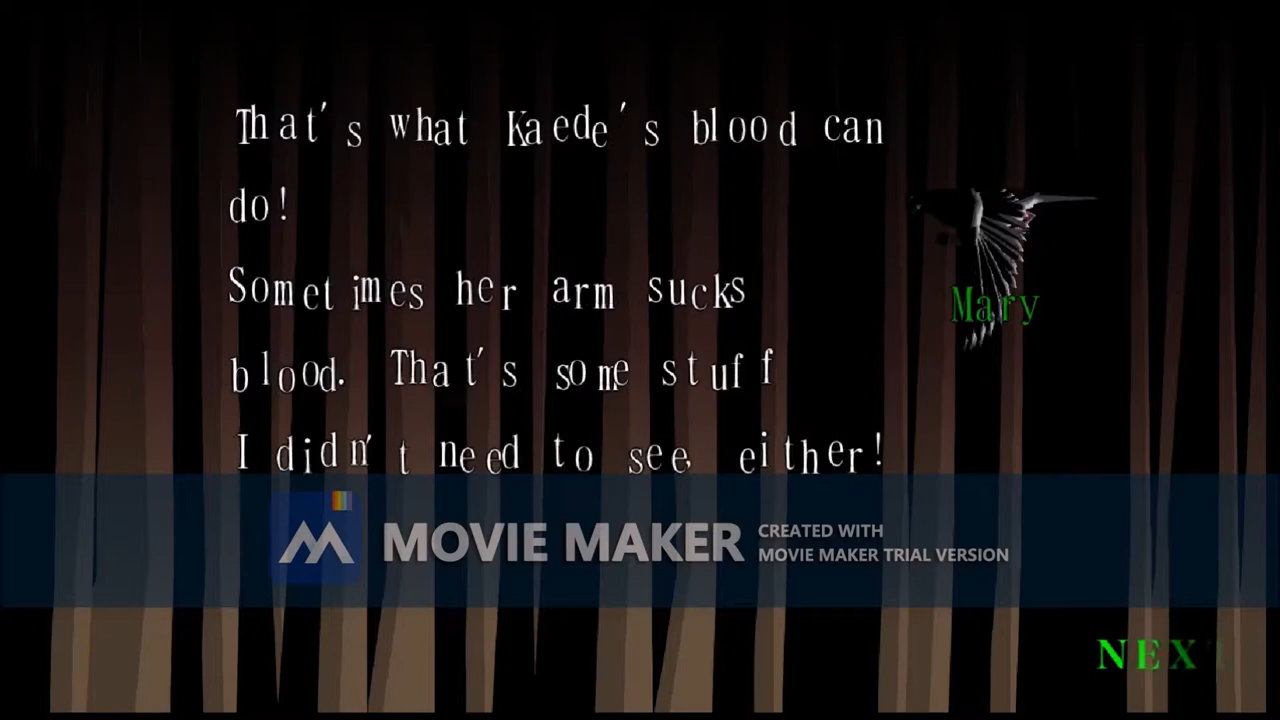 That's what Kaede's blood can
do!
Sometimes her arm sucks
blood. That's some stuff
I didn't need to see, either!
Mary
MOVIE MAKER
CREATED WITH
MOVIE MAKER TRIAL VERSION
NEXT